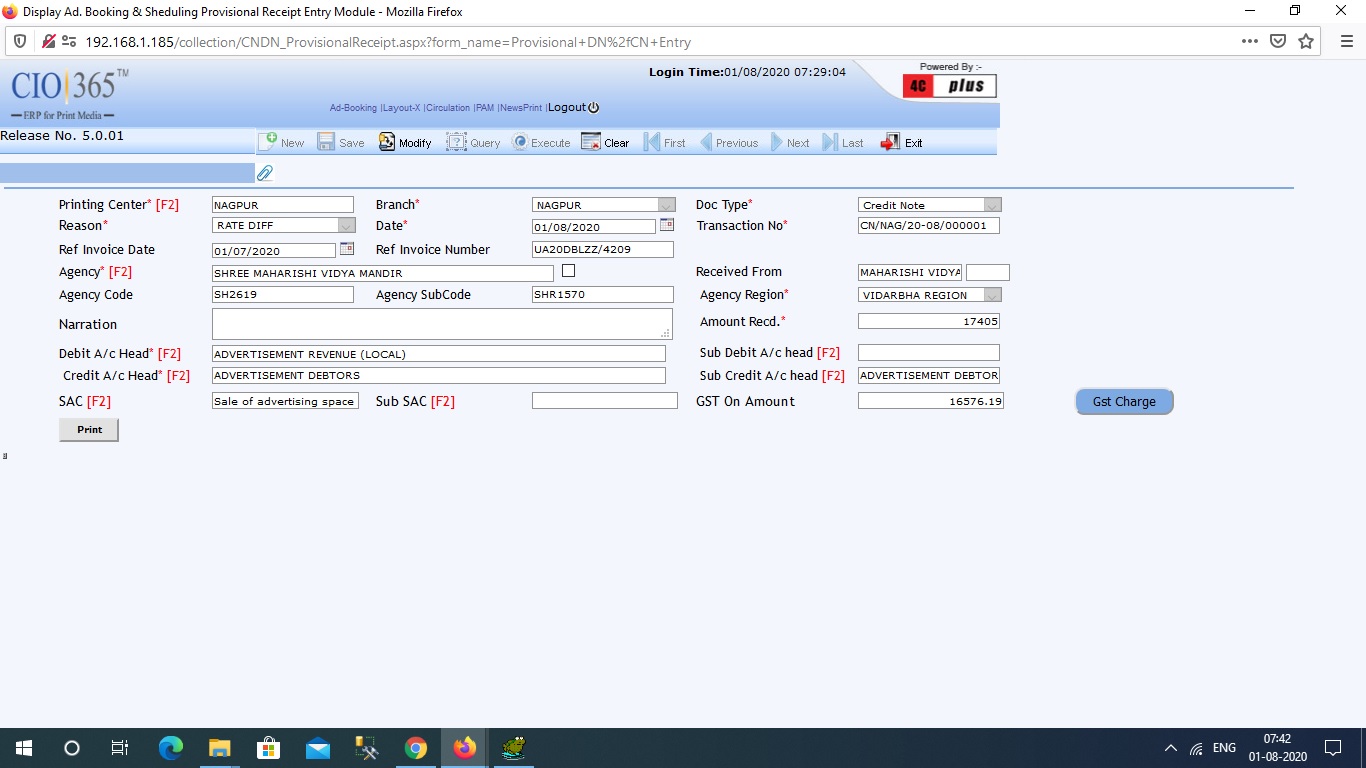 Display Ad. Booking & Sheduling Provisional Receipt Entry Module - Mozilla Firefox
192.168.1.185/collection/CNDN_ProvisionalReceipt.aspx?form_name=Provisional+DN%2fCN+Entry
CIO|365™
ERP for Print Media
Login Time:01/08/2020 07:29:04
Powered By :-
4C plus
Ad-Booking |Layout-X |Circulation |PAM |NewsPrint |Logout
Release No. 5.0.01
New Save Modify Query Execute Clear First Previous Next Last Exit
Printing Center* [F2] NAGPUR Branch* NAGPUR Doc Type* Credit Note
Reason* RATE DIFF Date* 01/08/2020 Transaction No* CN/NAG/20-08/000001
Ref Invoice Date 01/07/2020 Ref Invoice Number UA20DBLZZ/4209
Agency* [F2] SHREE MAHARISHI VIDYA MANDIR Received From MAHARISHI VIDYA
Agency Code SH2619 Agency SubCode SHR1570 Agency Region* VIDARBHA REGION
Narration Amount Recd.* 17405
Debit A/c Head* [F2] ADVERTISEMENT REVENUE (LOCAL) Sub Debit A/c head [F2]
Credit A/c Head* [F2] ADVERTISEMENT DEBTORS Sub Credit A/c head [F2] ADVERTISEMENT DEBTOR
SAC [F2] Sale of advertising space Sub SAC [F2] GST On Amount 16576.19 Gst Charge
Print
ENG
07:42
01-08-2020